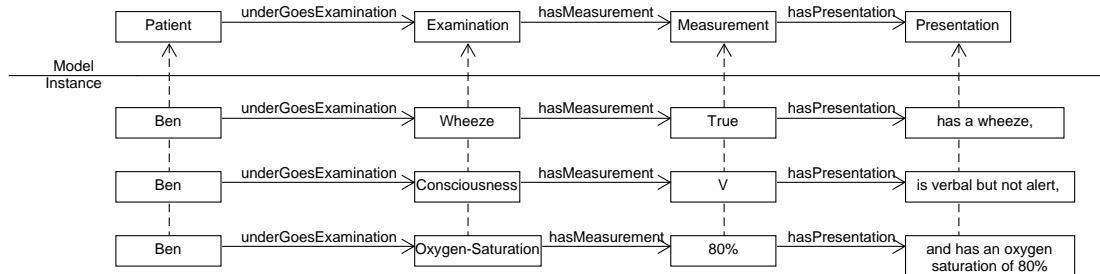 Patient underGoesExamination Examination hasMeasurement Measurement hasPresentation Presentation
Model
Instance
Ben underGoesExamination Wheeze hasMeasurement True hasPresentation has a wheeze,
Ben underGoesExamination Consciousness hasMeasurement V hasPresentation is verbal but not alert,
Ben underGoesExamination Oxygen-Saturation hasMeasurement 80% hasPresentation and has an oxygen
saturation of 80%